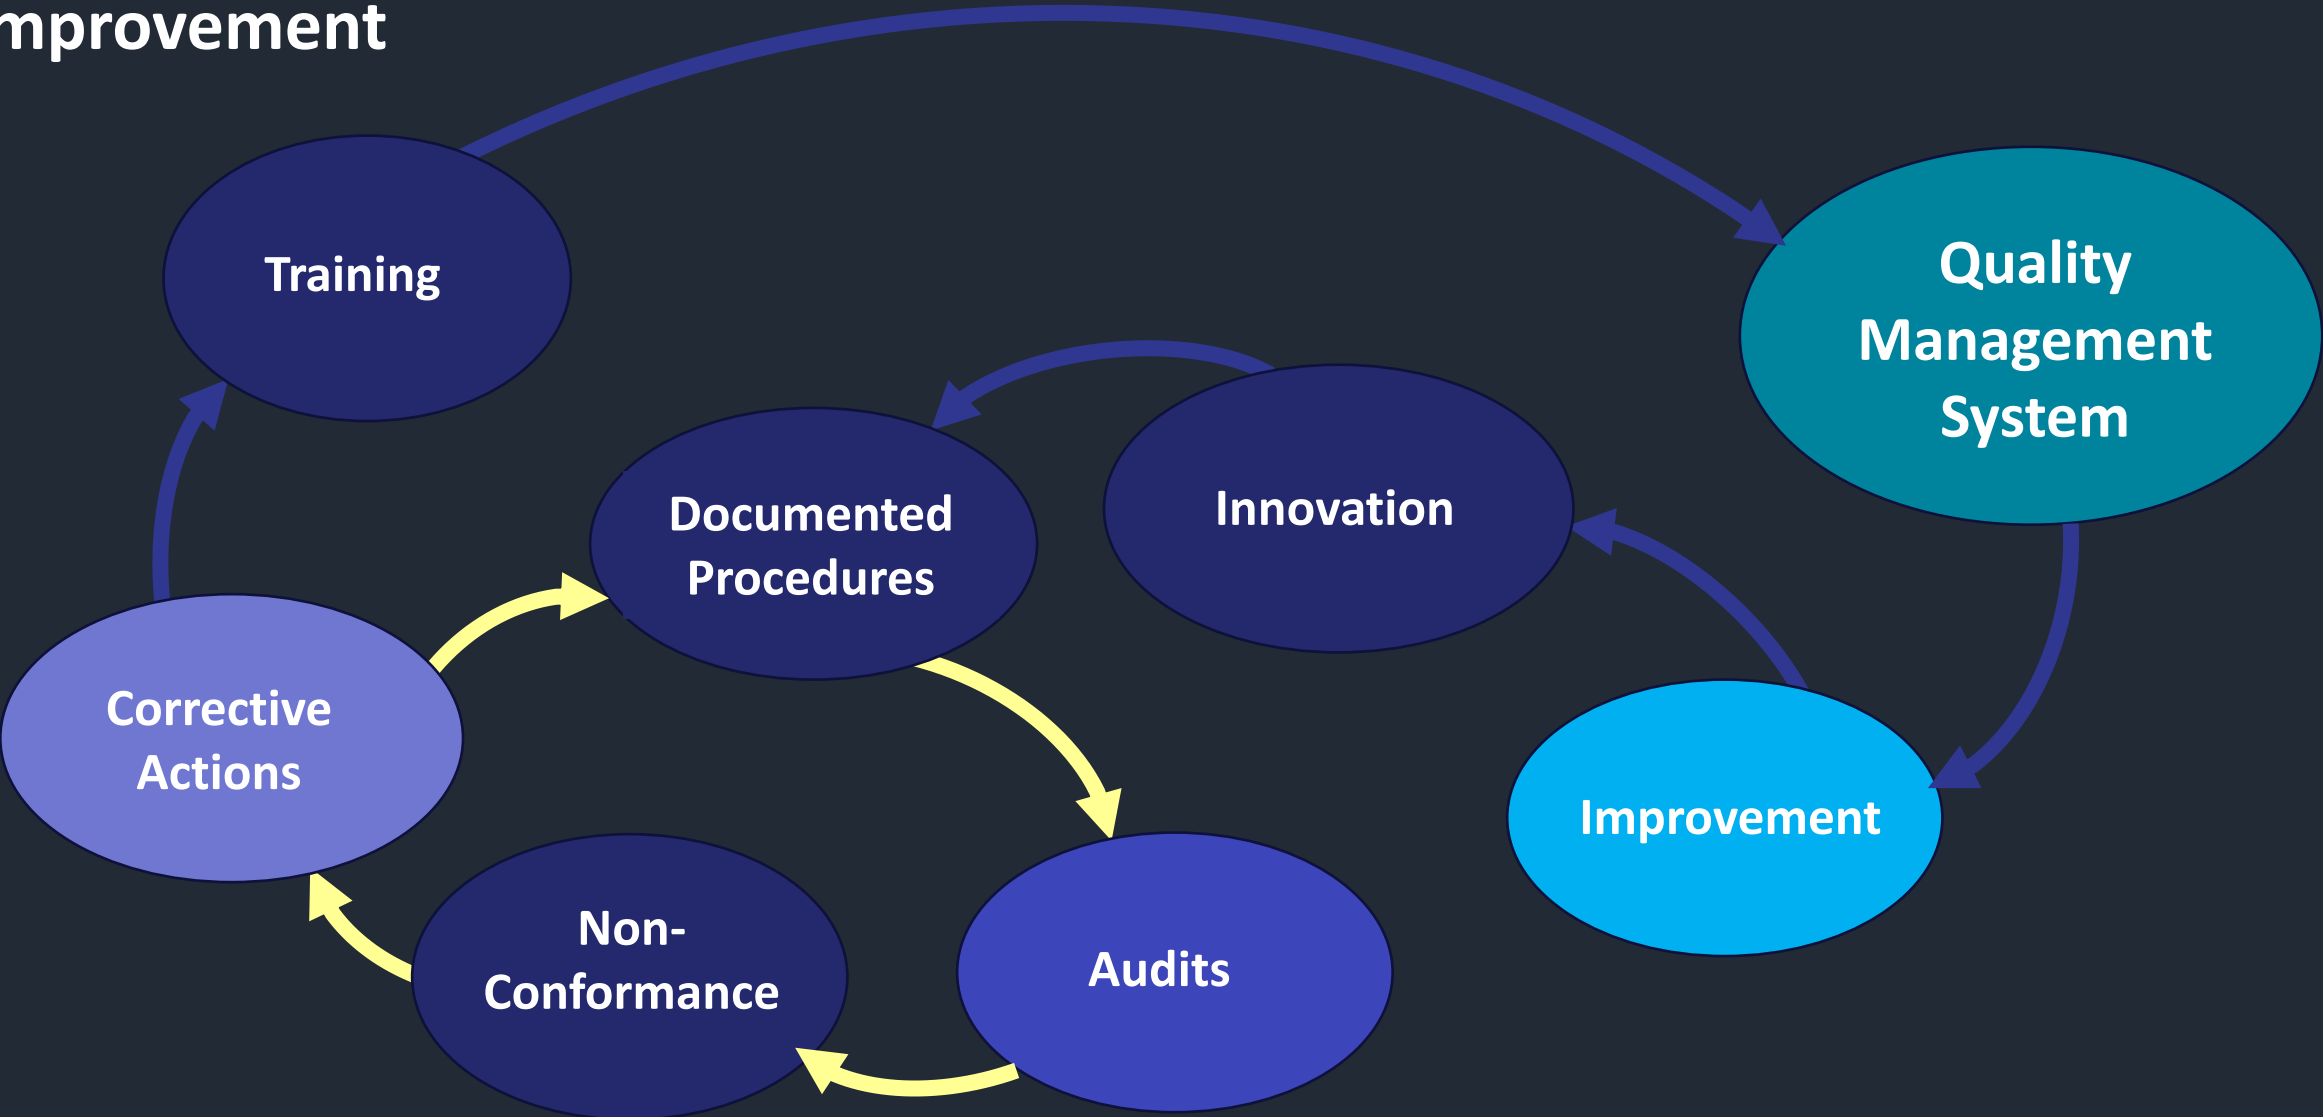 mprovement
Training
Quality
Management
System
Documented
Procedures
Innovation
Corrective
Actions
Improvement
Non-
Conformance
Audits